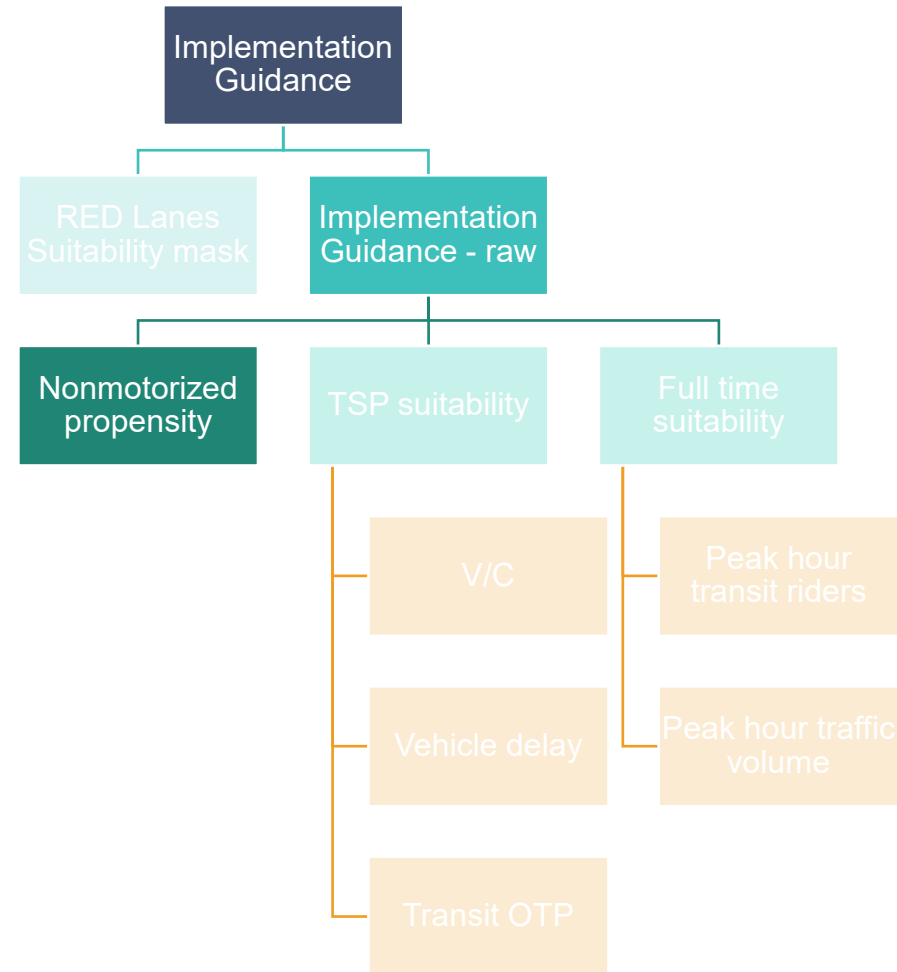 Implementation
Guidance
RED Lanes
Suitability mask
Implementation
Guidance - raw
Nonmotorized
propensity
TSP suitability
Full time
suitability
V/C
Peak hour
transit riders
Vehicle delay
Peak hour traffic
volume
Transit OTP